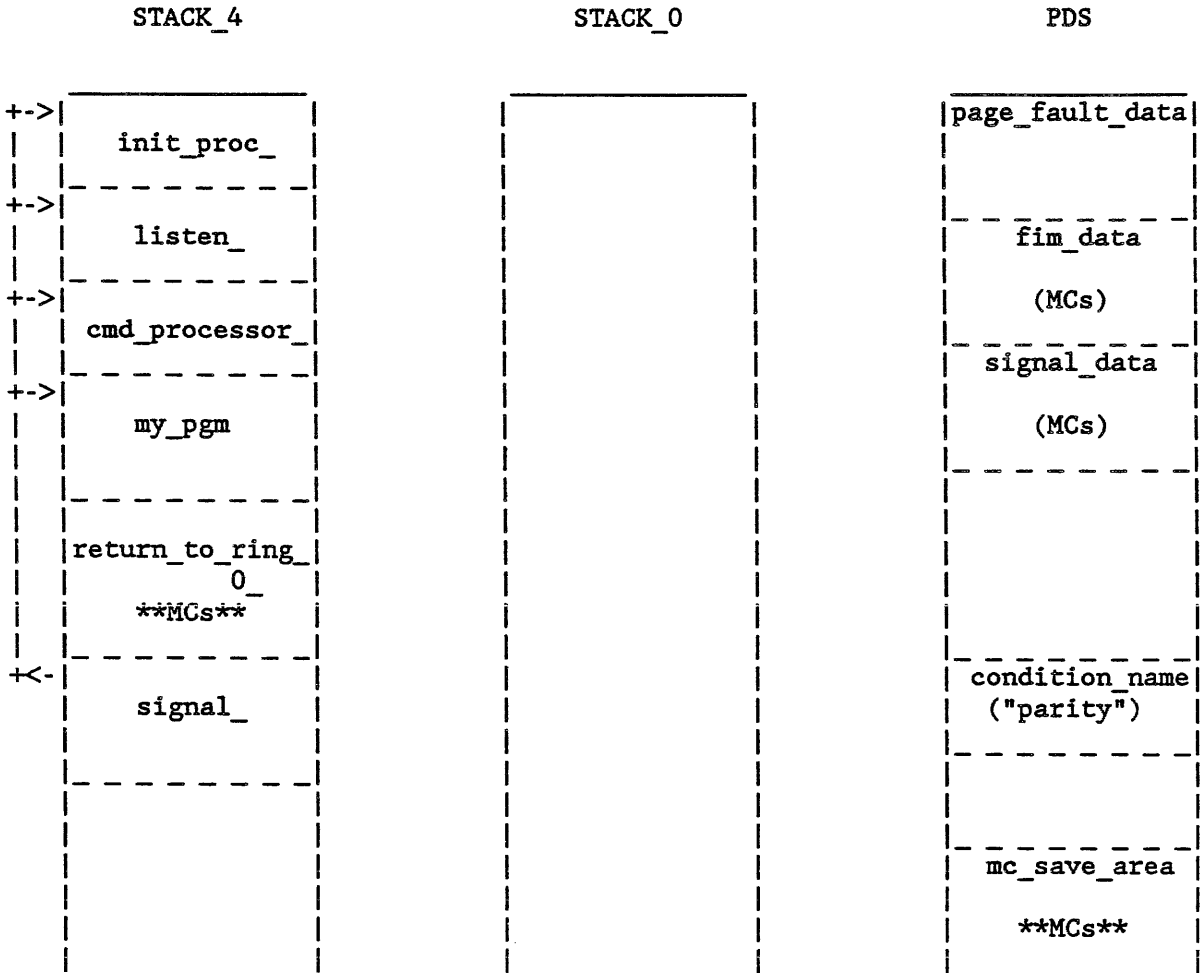 STACK_4 STACK_0 PDS
page_fault_data
init_proc_
listen_
fim_data
(MCs)
cmd_processor_
signal_data
my_pgm
(MCs)
return_to_ring_
0_
**MCs**
condition_name
signal_
("parity")
mc_save_area
**MCs**